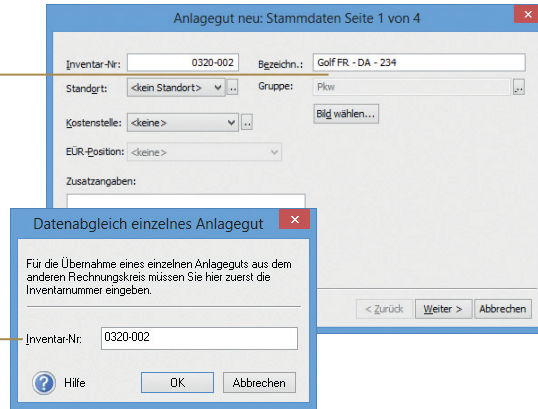 Anlagegut neu: Stammdaten Seite 1 von 4
Inventar-Nr: 0320-002 Bezeichn.: Golf FR - DA - 234
Standort: <kein Standort> .. Gruppe: Pkw ..
Kostenstelle: <keine> .. Bild wählen...
EÜR-Position: <keine>
Zusatzangaben:
< Zurück Weiter > Abbrechen
Datenabgleich einzelnes Anlagegut
Für die Übernahme eines einzelnen Anlageguts aus dem
anderen Rechnungskreis müssen Sie hier zuerst die
Inventarnummer eingeben.
Inventar-Nr: 0320-002
? Hilfe OK Abbrechen